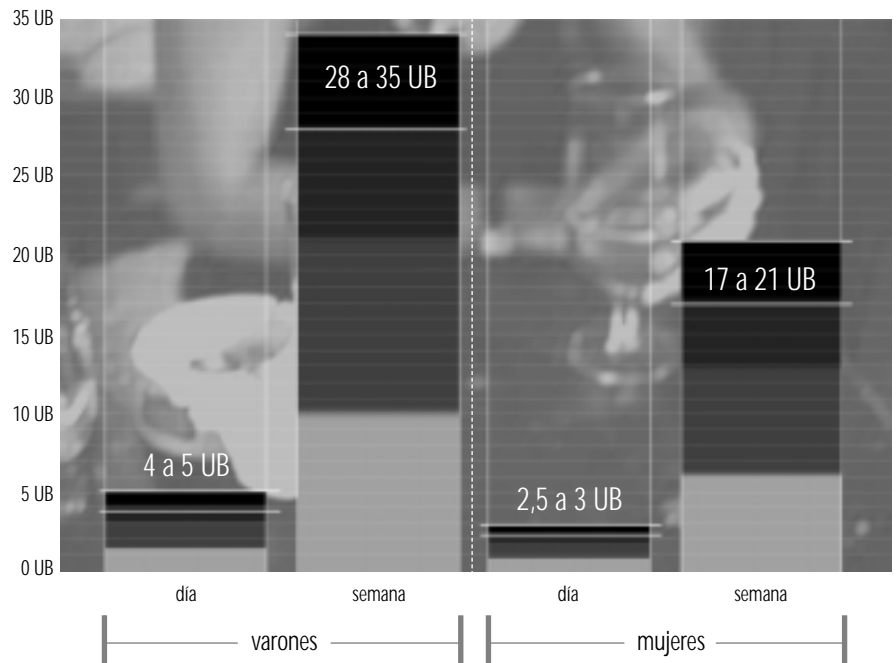 35 UB
30 UB
25 UB
20 UB
15 UB
10 UB
5 UB
0 UB
28 a 35 UB
17 a 21 UB
4 a 5 UB
2,5 a 3 UB
día semana día semana
varones mujeres